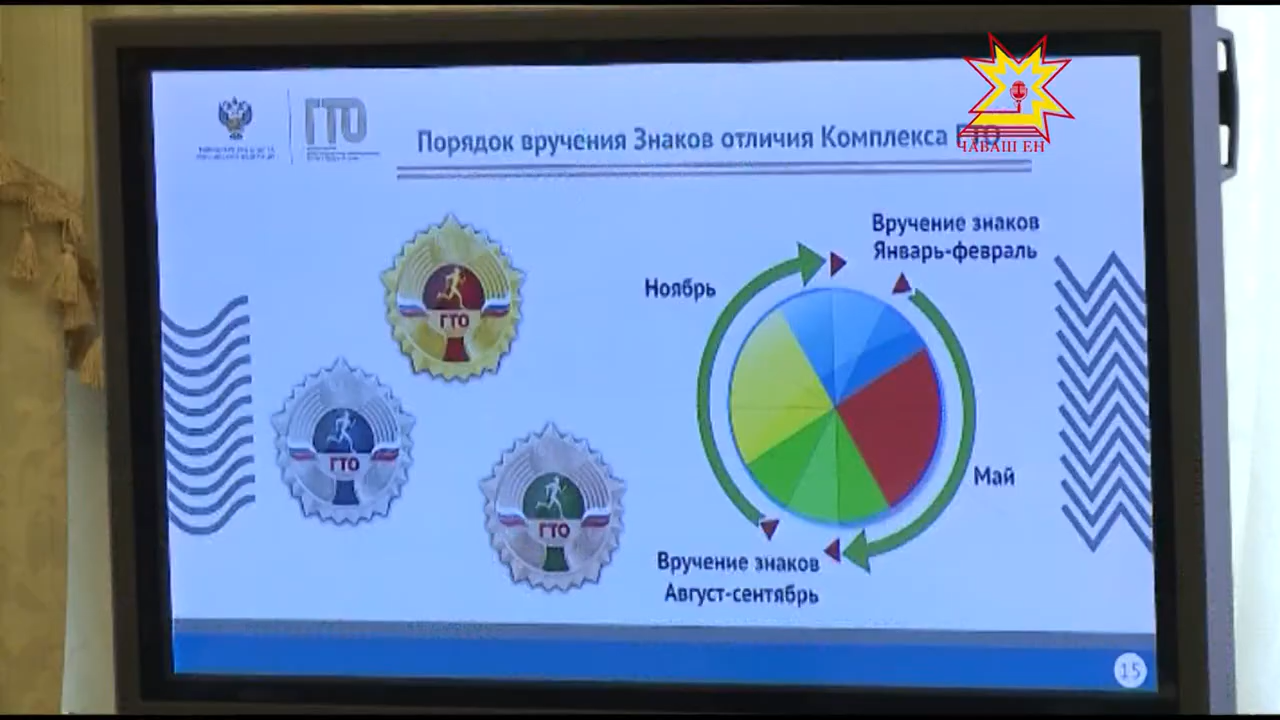 ГТО
Порядок вручения Знаков отличия Комплекса ГТО
ЧӐВАШ ЕН
Вручение знаков
Январь-февраль
Ноябрь
ГТО
ГТО
ГТО
Май
Вручение знаков
Август-сентябрь
15